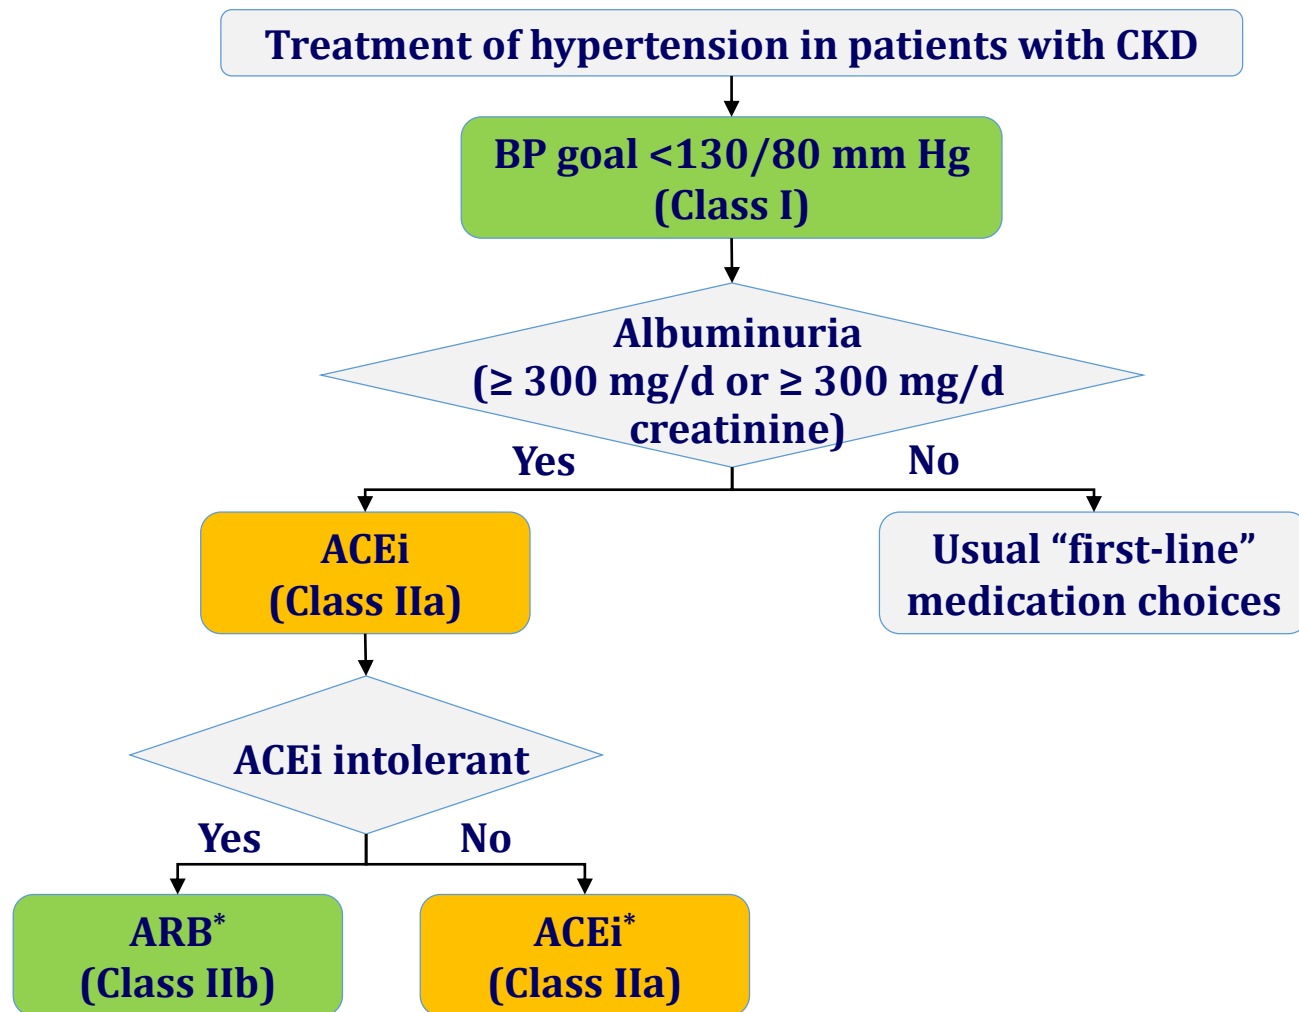 Treatment of hypertension in patients with CKD
BP goal <130/80 mm Hg
(Class I)
Albuminuria
(≥ 300 mg/d or ≥ 300 mg/d
creatinine)
Yes
No
ACEi
(Class IIa)
Usual “first-line”
medication choices
ACEi intolerant
Yes
No
ARB*
(Class IIb)
ACEi*
(Class IIa)